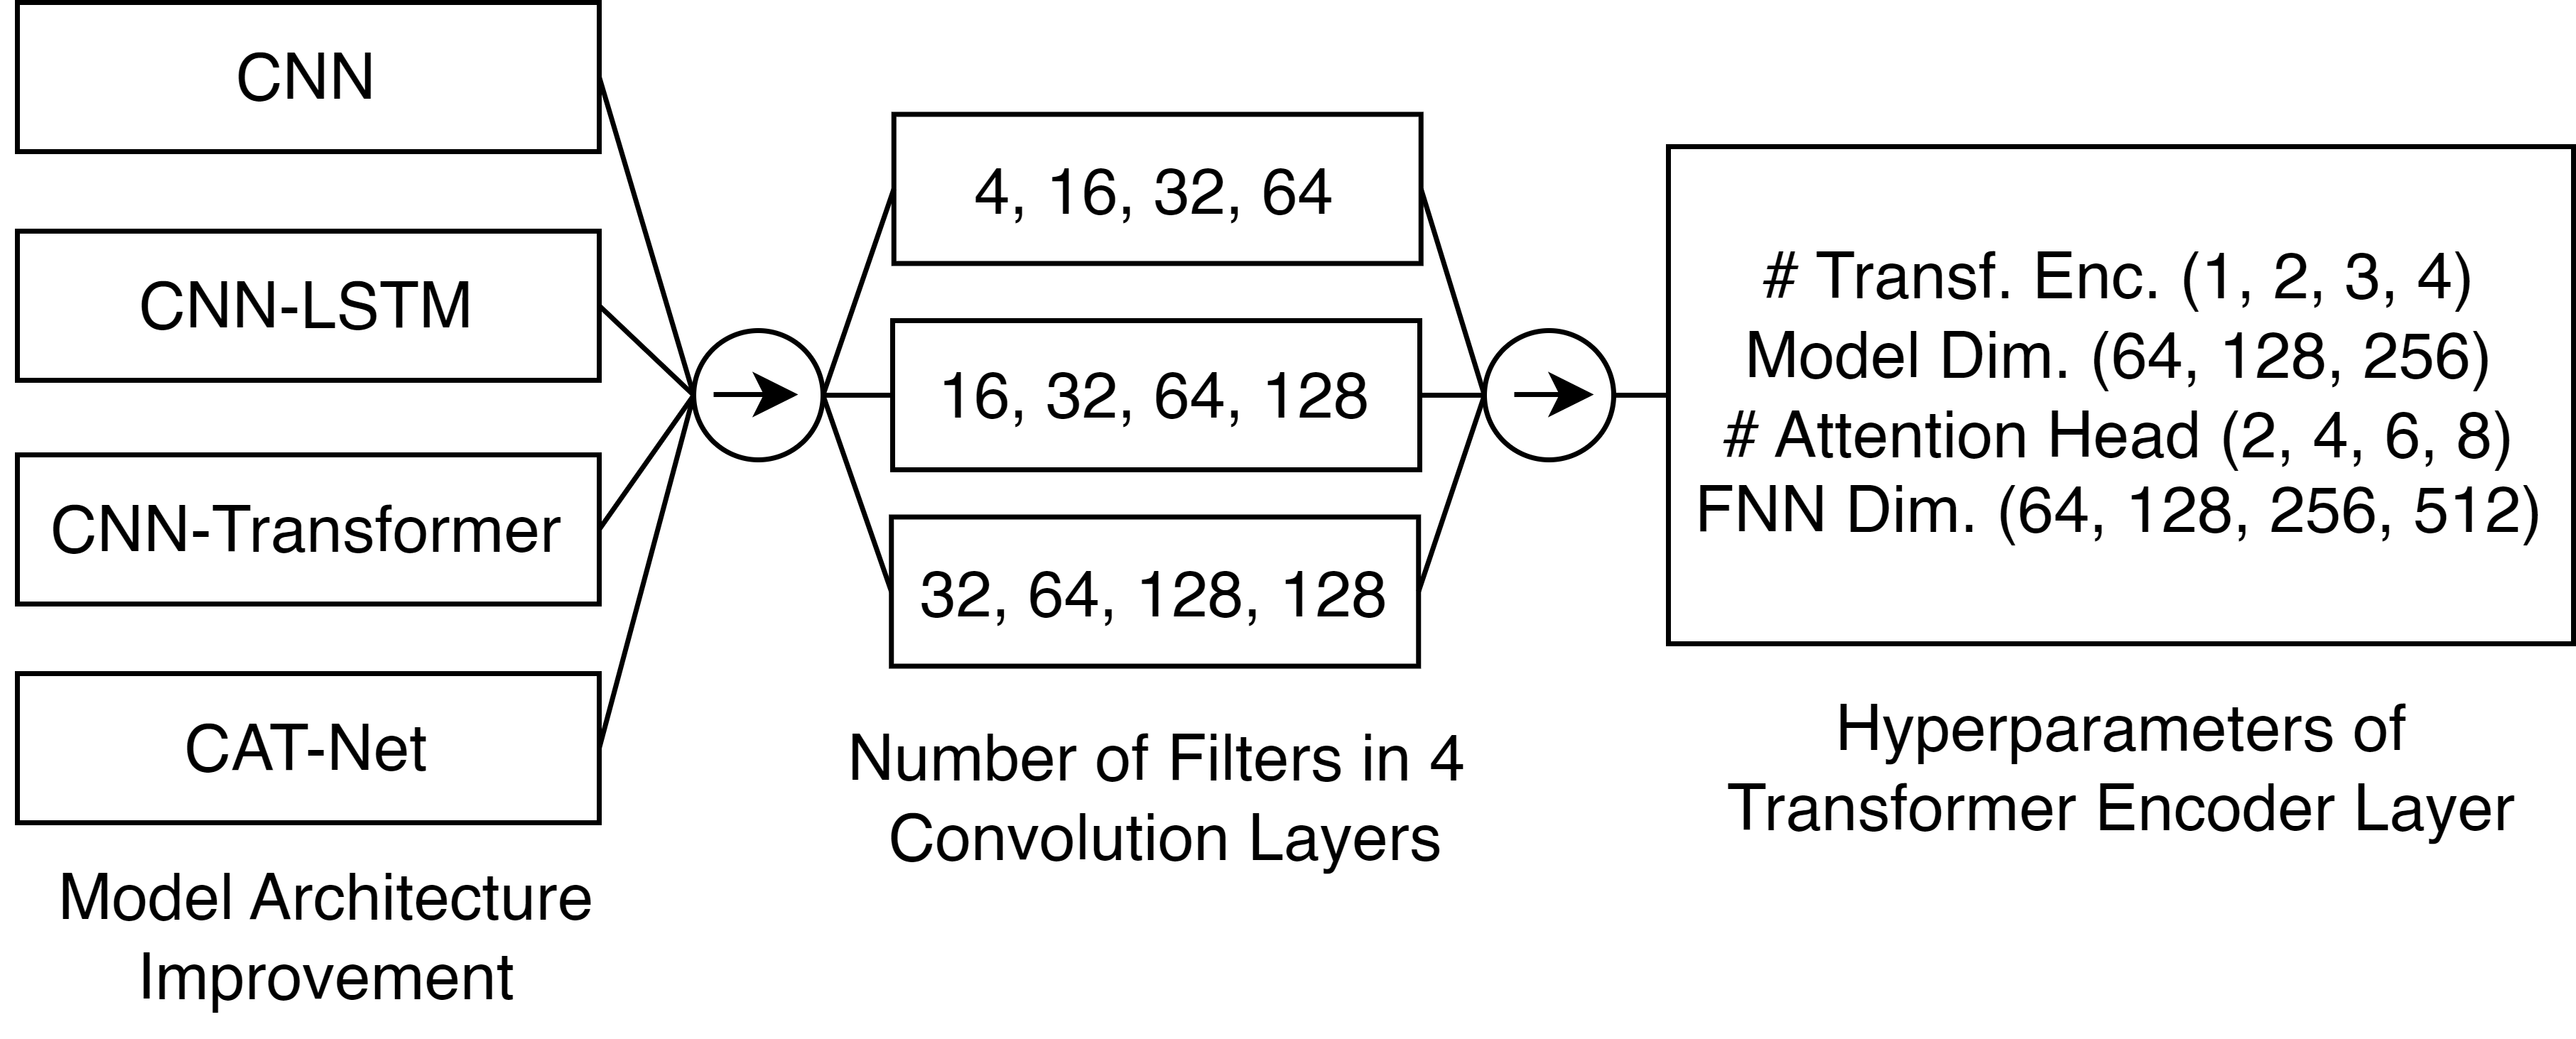 CNN
CNN-LSTM
CNN-Transformer
CAT-Net
Model Architecture
Improvement
4, 16, 32, 64
16, 32, 64, 128
32, 64, 128, 128
Number of Filters in 4
Convolution Layers
# Transf. Enc. (1, 2, 3, 4)
Model Dim. (64, 128, 256)
# Attention Head (2, 4, 6, 8)
FNN Dim. (64, 128, 256, 512)
Hyperparameters of
Transformer Encoder Layer